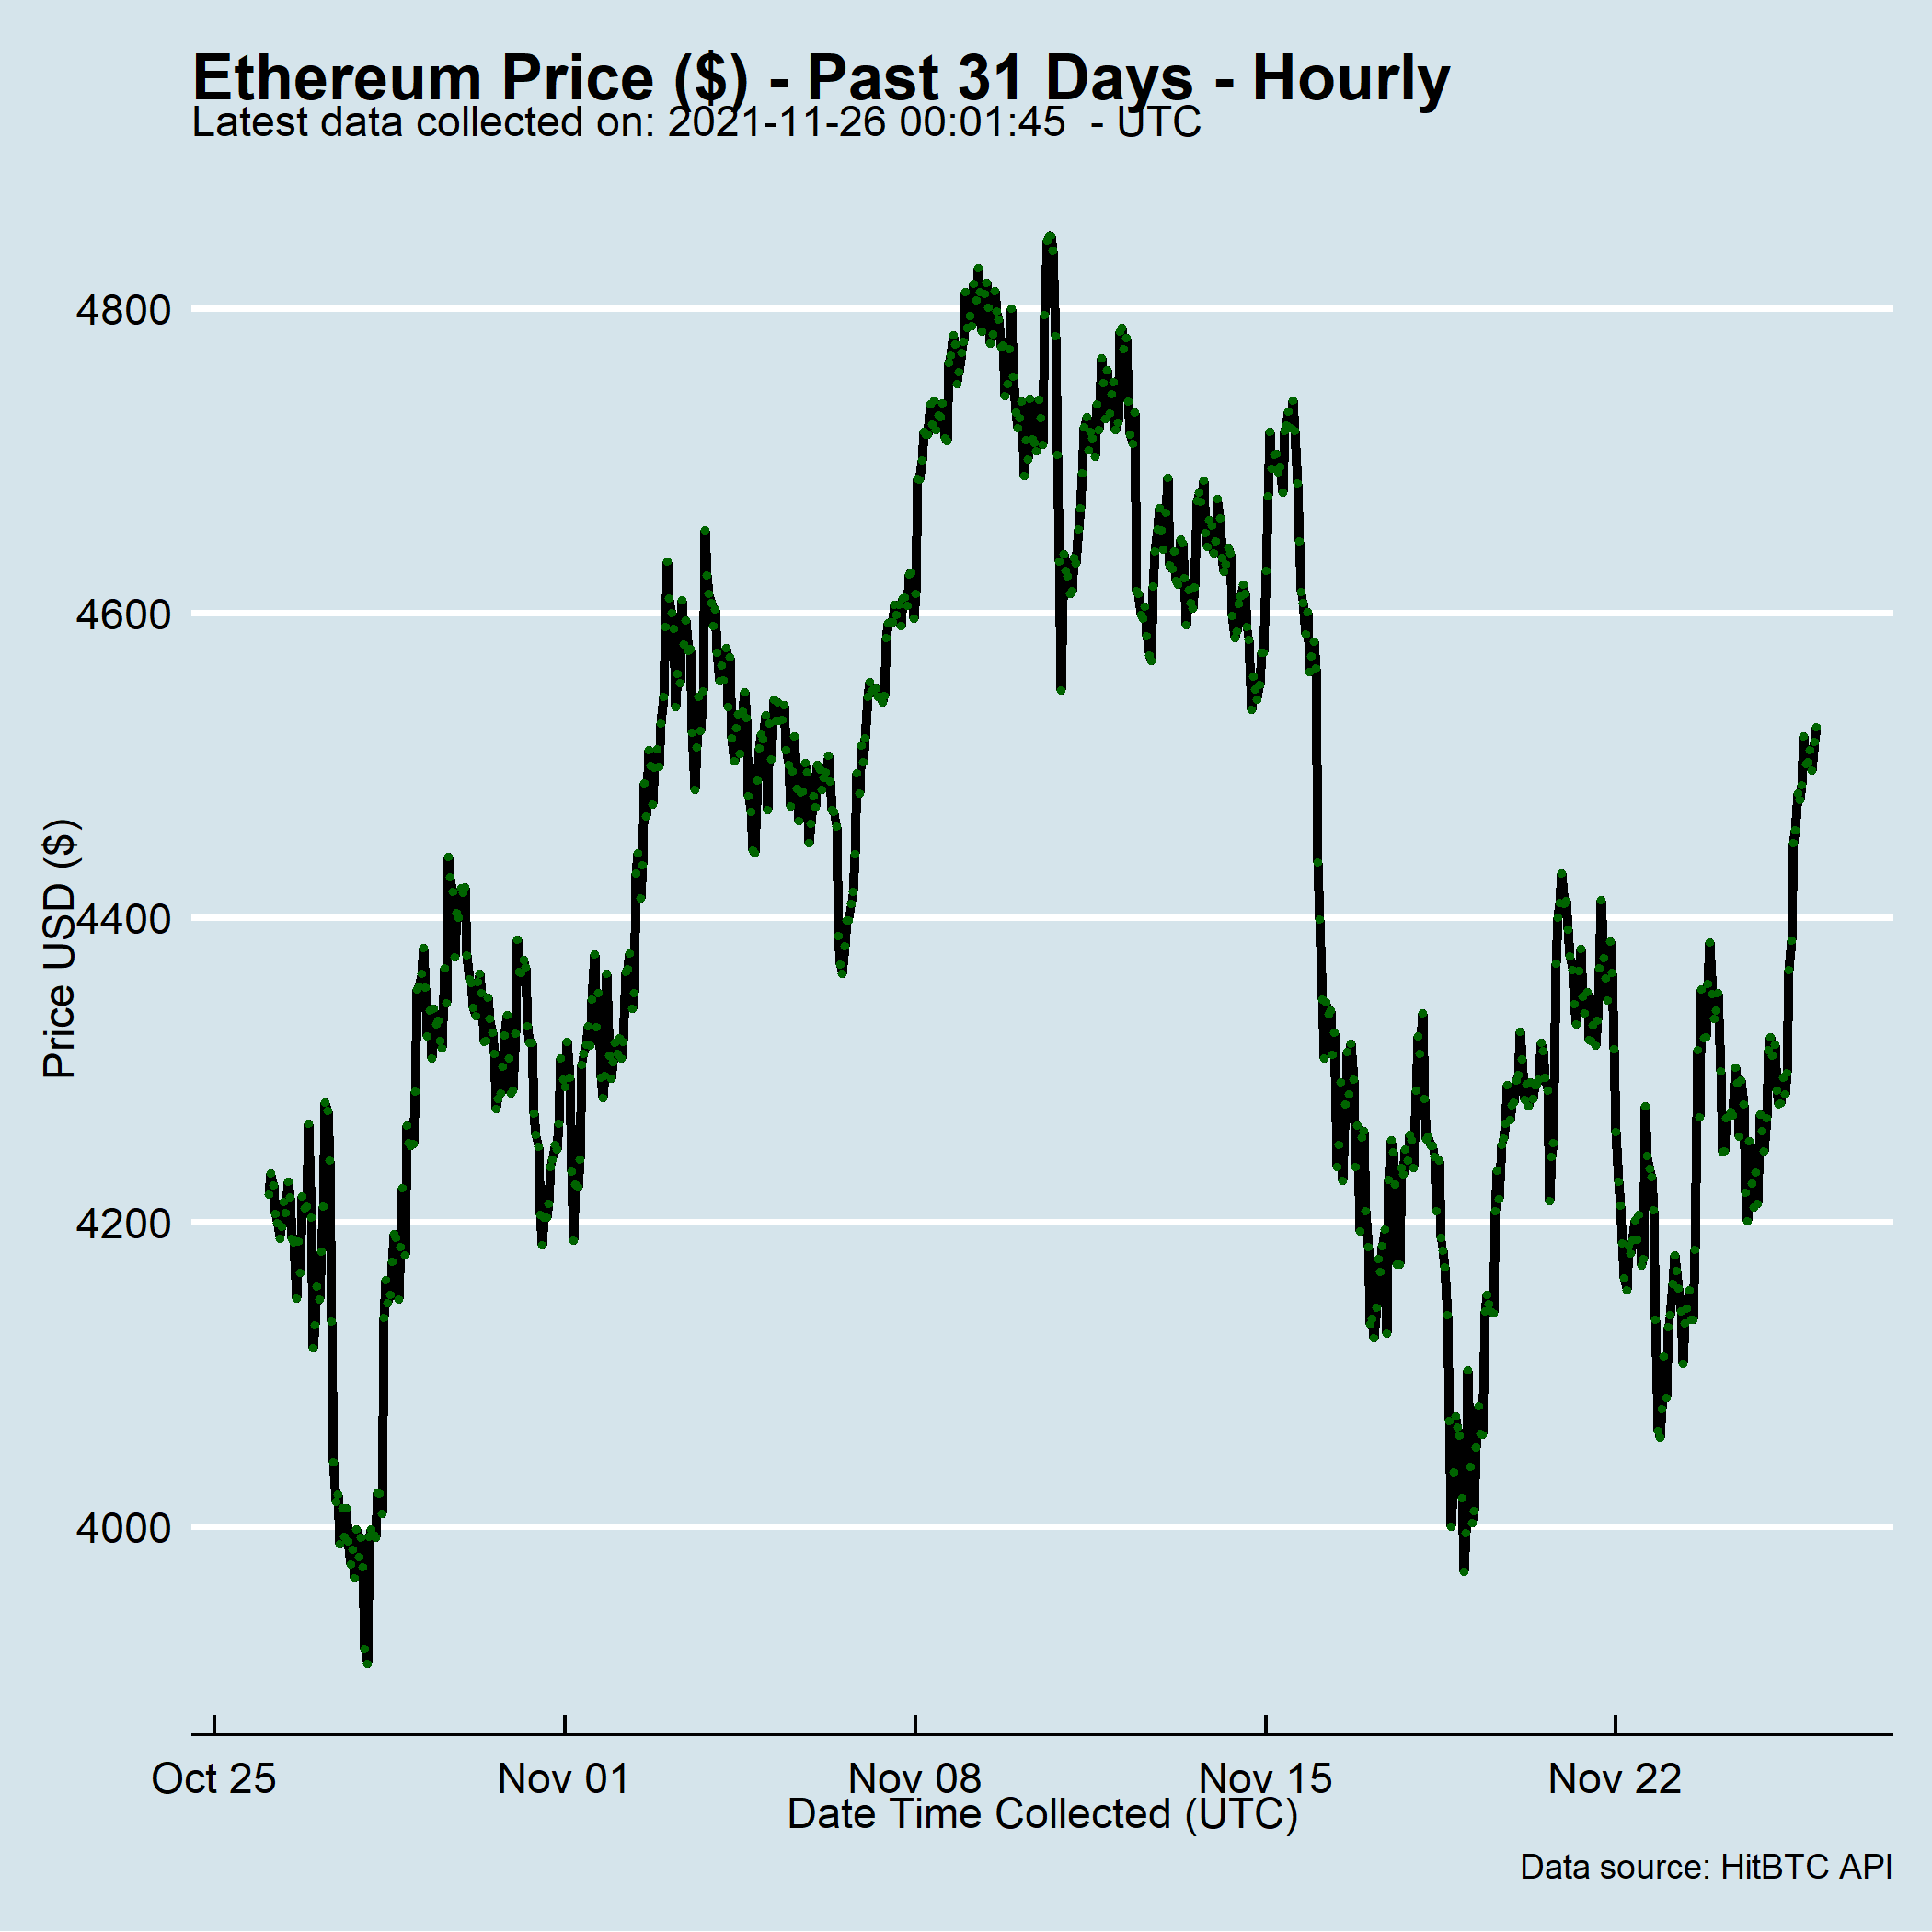 Ethereum Price ($) - Past 31 Days - Hourly
Latest data collected on: 2021-11-26 00:01:45  - UTC
Price USD ($)
4800
4600
4400
4200
4000
Oct 25 Nov 01 Nov 08 Nov 15 Nov 22
Date Time Collected (UTC)
Data source: HitBTC API